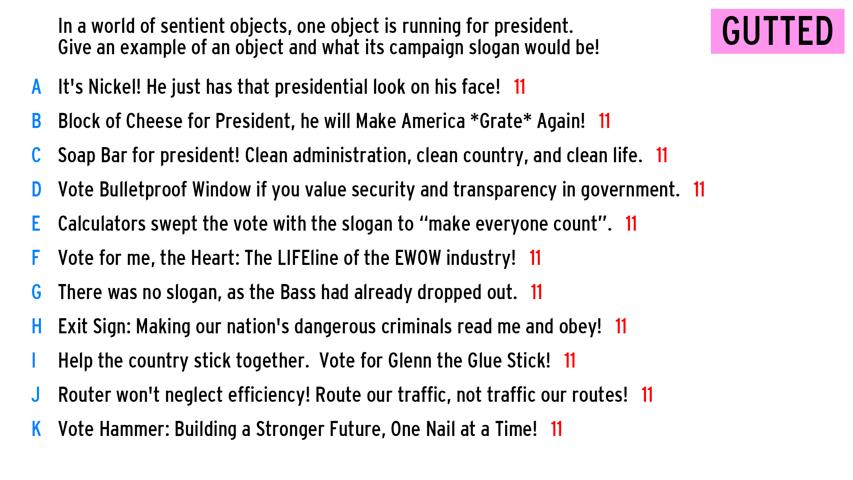 In a world of sentient objects, one object is running for president.
Give an example of an object and what its campaign slogan would be!
GUTTED
A It's Nickel! He just has that presidential look on his face! 11
B Block of Cheese for President, he will Make America *Grate* Again! 11
C Soap Bar for president! Clean administration, clean country, and clean life. 11
D Vote Bulletproof Window if you value security and transparency in government. 11
E Calculators swept the vote with the slogan to “make everyone count”. 11
F Vote for me, the Heart: The LIFEline of the EWOW industry! 11
G There was no slogan, as the Bass had already dropped out. 11
H Exit Sign: Making our nation's dangerous criminals read me and obey! 11
I Help the country stick together.  Vote for Glenn the Glue Stick! 11
J Router won't neglect efficiency! Route our traffic, not traffic our routes! 11
K Vote Hammer: Building a Stronger Future, One Nail at a Time! 11